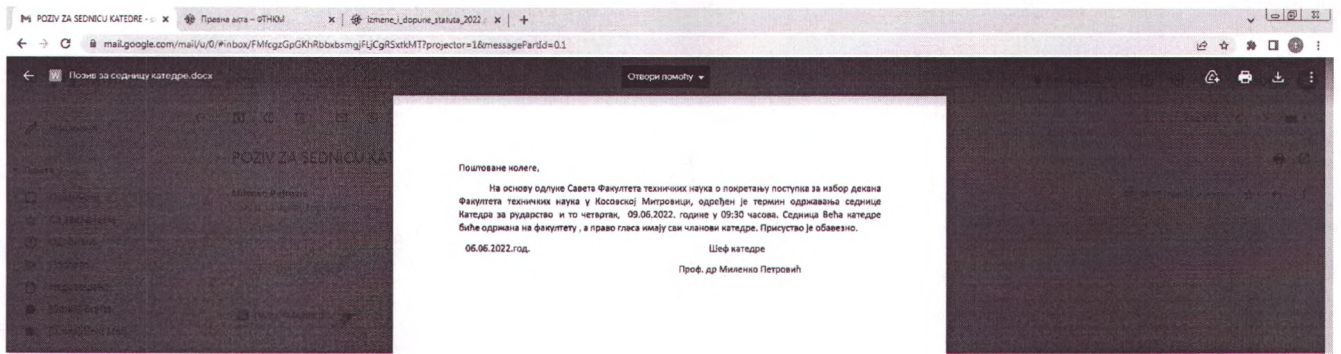 POZIV ZA SEDNICU KATEDRE -
Правна акта – ФТНКМ
izmene_i_dopune_statuta_2022
mail.google.com/mail/u/0/#inbox/FMfcgzGpGKhRbbxbsmgjFLjCgRSxtkMT?projector=1&messagePartId=0.1
Позив за седницу катедре.docx
Отвори помоћу
POZIV ZA SEDNICU KAT
Поштоване колеге,
На основу одлуке Савета Факултета техничких наука о покретању поступка за избор декана
Факултета техничких наука у Косовској Митровици, одређен је термин одржавања седнице
Катедра за рударство и то четвртак, 09.06.2022. године у 09:30 часова. Седница Већа катедре
биће одржана на факултету , а право гласа имају сви чланови катедре. Присуство је обавезно.
06.06.2022.год.
Шеф катедре
Проф. др Миленко Петровић